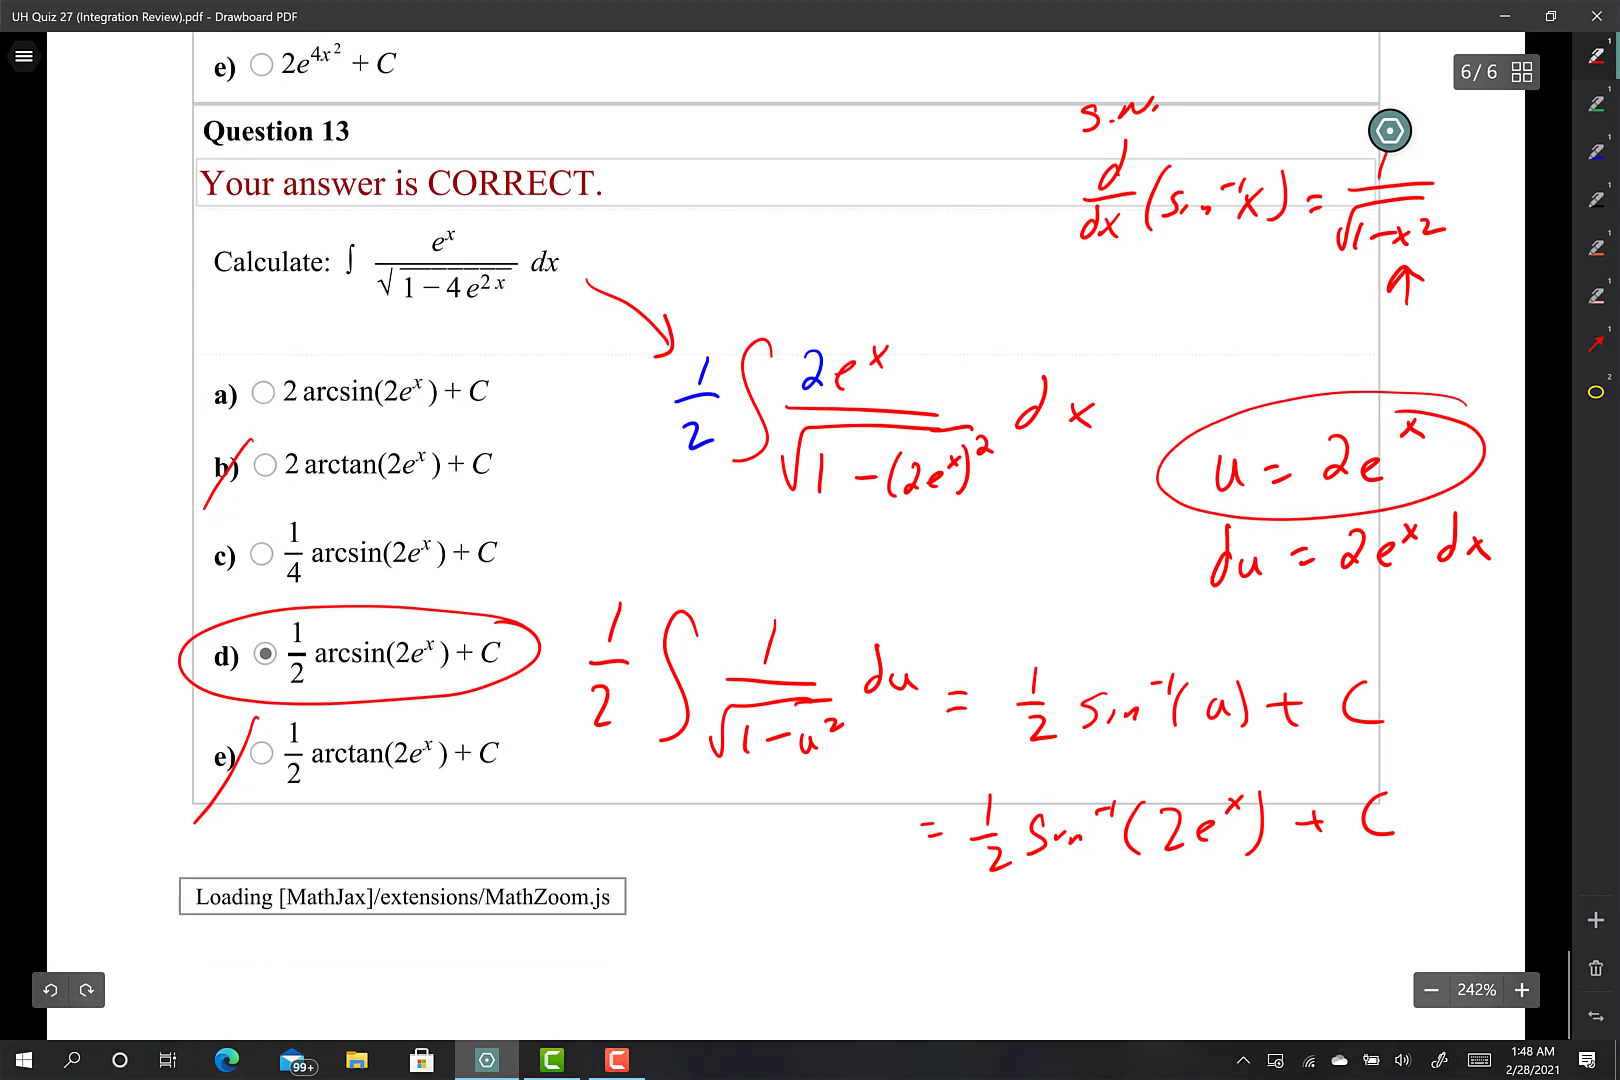 UH Quiz 27 (Integration Review).pdf - Drawboard PDF
e) 2e^{4x^2} + C
6 / 6
Question 13
s.n.
Your answer is CORRECT.
d/dx (sin^{-1}x) = 1/√(1-x^2)
Calculate: ∫ e^x/√(1 − 4e^{2x}) dx
1/2 ∫ 2e^x/√(1-(2e^x)^2) dx
a) 2 arcsin(2e^x) + C
u = 2e^x
b) 2 arctan(2e^x) + C
du = 2e^x dx
c) 1/4 arcsin(2e^x) + C
d) 1/2 arcsin(2e^x) + C
1/2 ∫ 1/√(1-u^2) du = 1/2 sin^{-1}(u) + C
e) 1/2 arctan(2e^x) + C
= 1/2 sin^{-1}(2e^x) + C
Loading [MathJax]/extensions/MathZoom.js
242%
99+
1:48 AM
2/28/2021